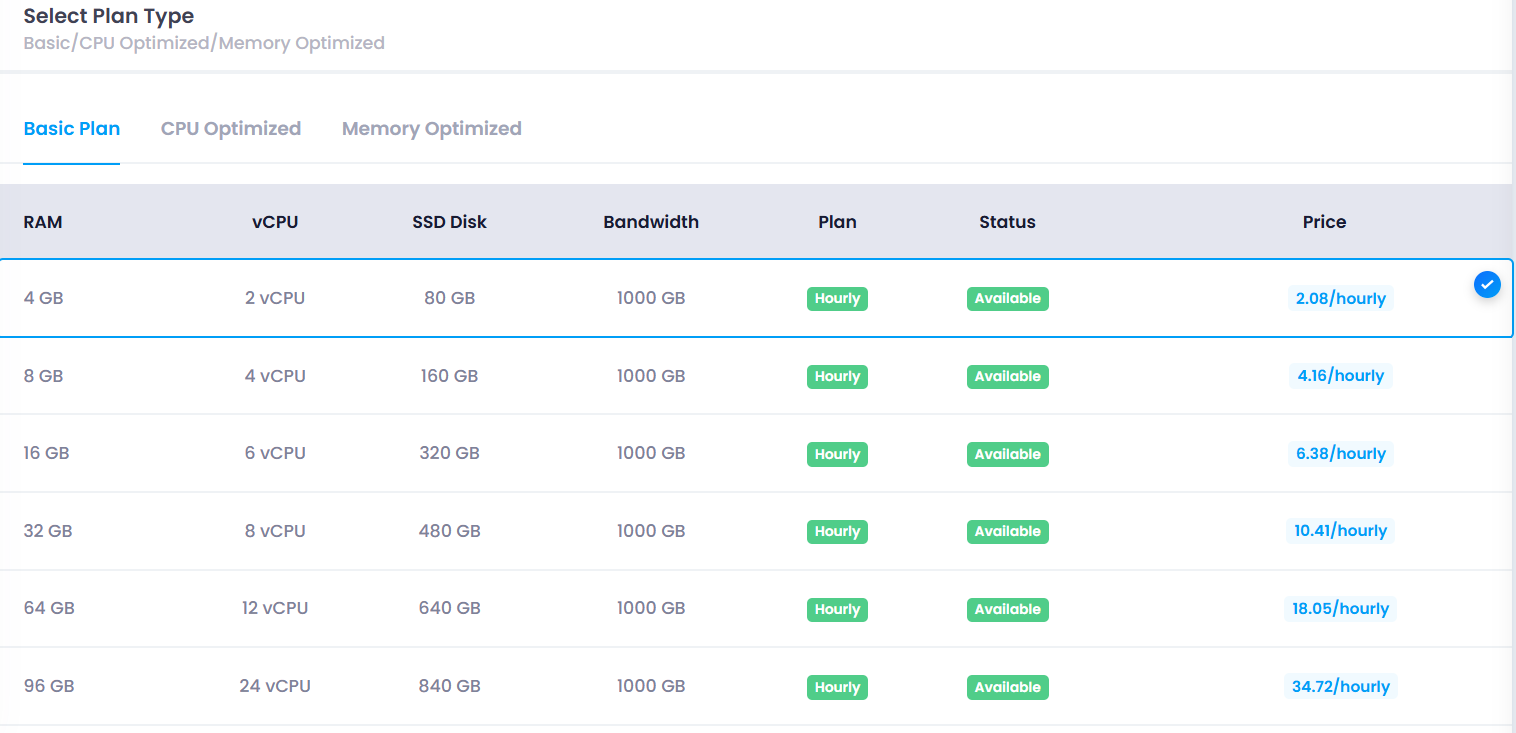 Select Plan Type
Basic/CPU Optimized/Memory Optimized
Basic Plan CPU Optimized Memory Optimized
RAM vCPU SSD Disk Bandwidth Plan Status Price
4 GB 2 vCPU 80 GB 1000 GB Hourly Available 2.08/hourly
8 GB 4 vCPU 160 GB 1000 GB Hourly Available 4.16/hourly
16 GB 6 vCPU 320 GB 1000 GB Hourly Available 6.38/hourly
32 GB 8 vCPU 480 GB 1000 GB Hourly Available 10.41/hourly
64 GB 12 vCPU 640 GB 1000 GB Hourly Available 18.05/hourly
96 GB 24 vCPU 840 GB 1000 GB Hourly Available 34.72/hourly